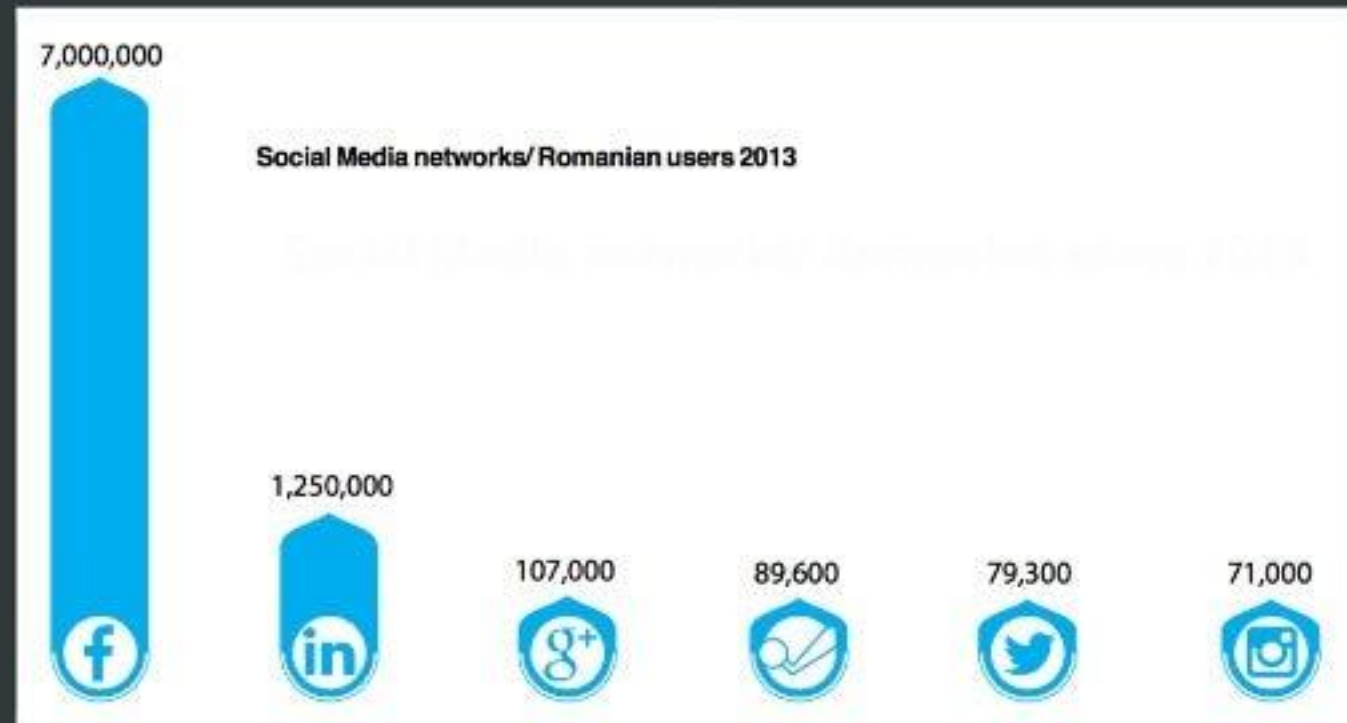 7,000,000
Social Media networks/ Romanian users 2013
1,250,000
107,000
89,600
79,300
71,000
f
in
g+